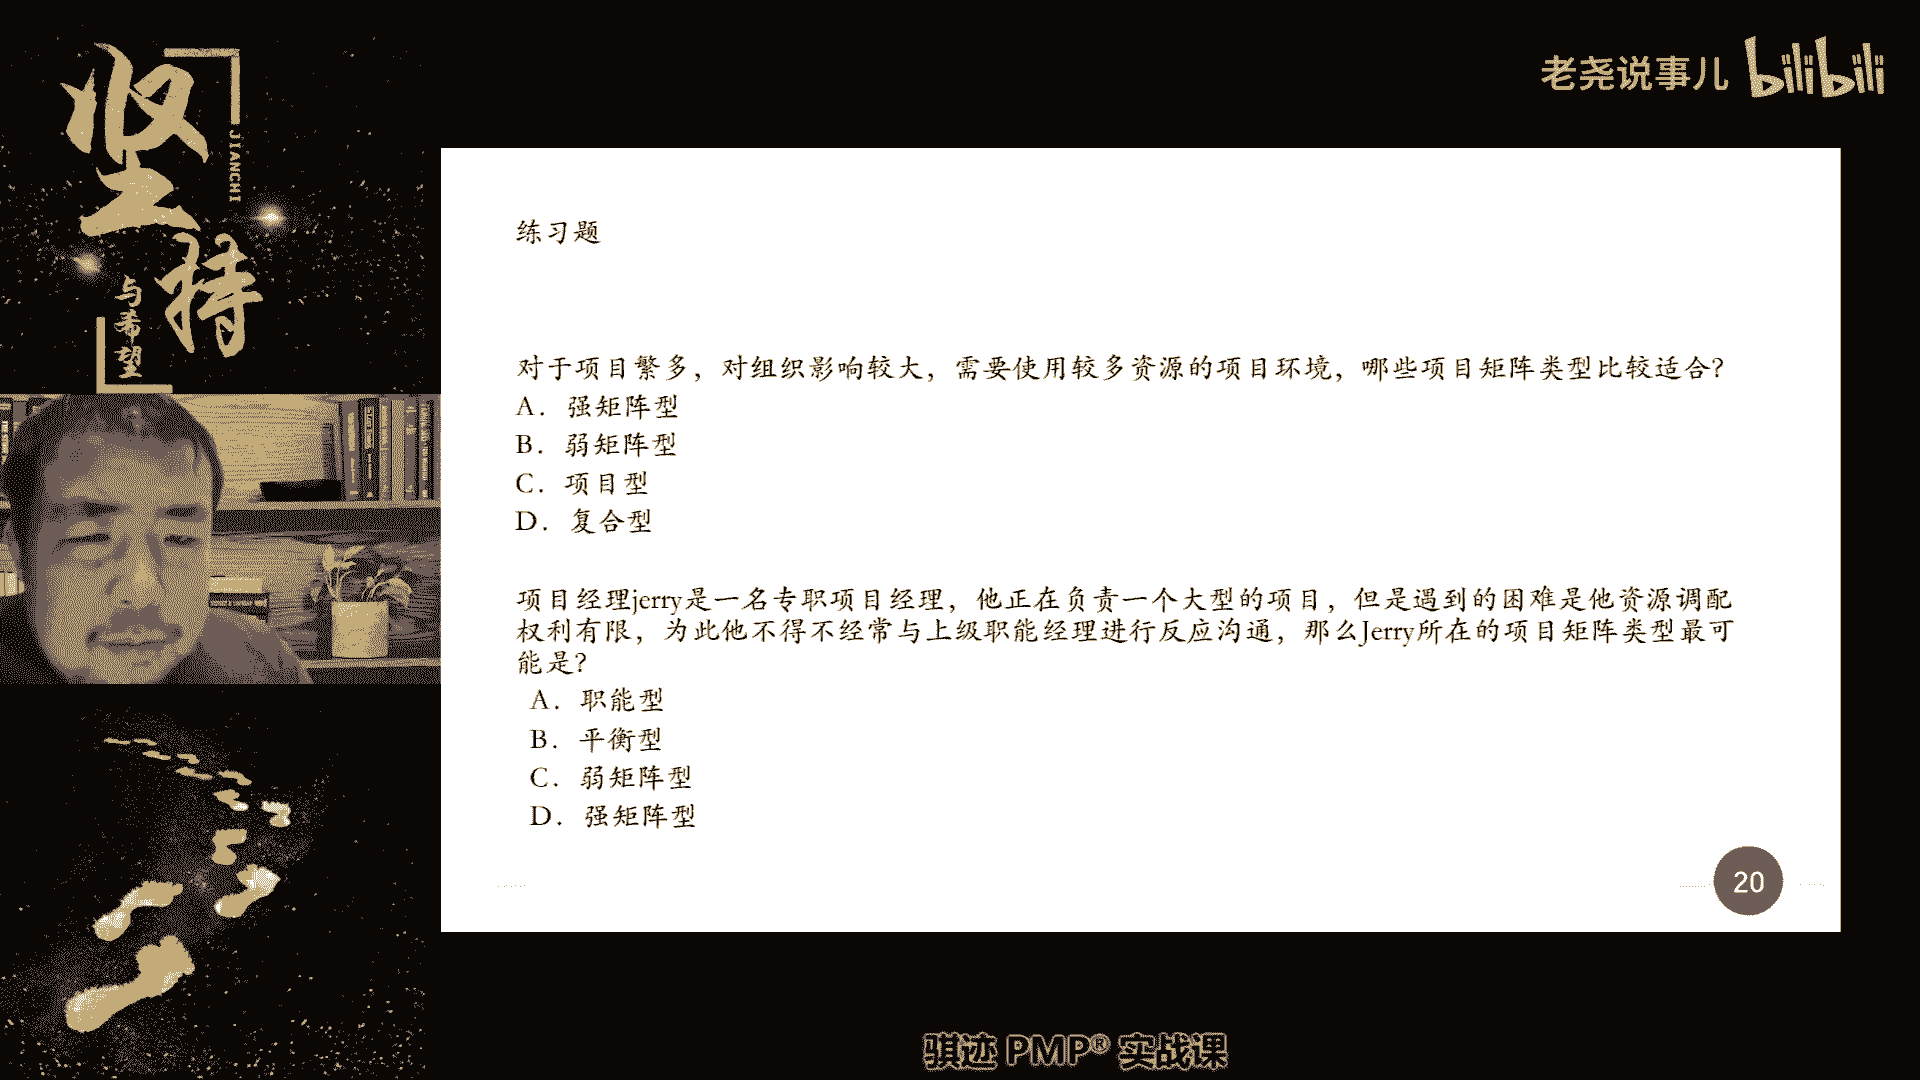 坚持
JIANCHI
与希望
老尧说事儿 bilibili
练习题
对于项目繁多，对组织影响较大，需要使用较多资源的项目环境，哪些项目矩阵类型比较适合？
A. 强矩阵型
B. 弱矩阵型
C. 项目型
D. 复合型
项目经理jerry是一名专职项目经理，他正在负责一个大型的项目，但是遇到的困难是他资源调配
权利有限，为此他不得不经常与上级职能经理进行反应沟通，那么Jerry所在的项目矩阵类型最可
能是？
A. 职能型
B. 平衡型
C. 弱矩阵型
D. 强矩阵型
20
骐迹 PMP® 实战课